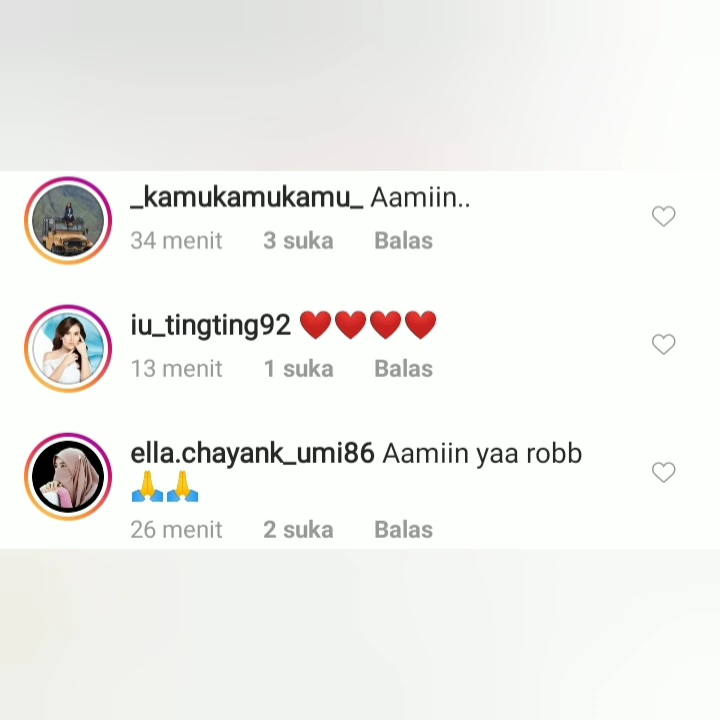 _kamukamukamu_ Aamiin..
34 menit 3 suka Balas
iu_tingting92 ❤️❤️❤️❤️
13 menit 1 suka Balas
ella.chayank_umi86 Aamiin yaa robb
🙏🙏
26 menit 2 suka Balas